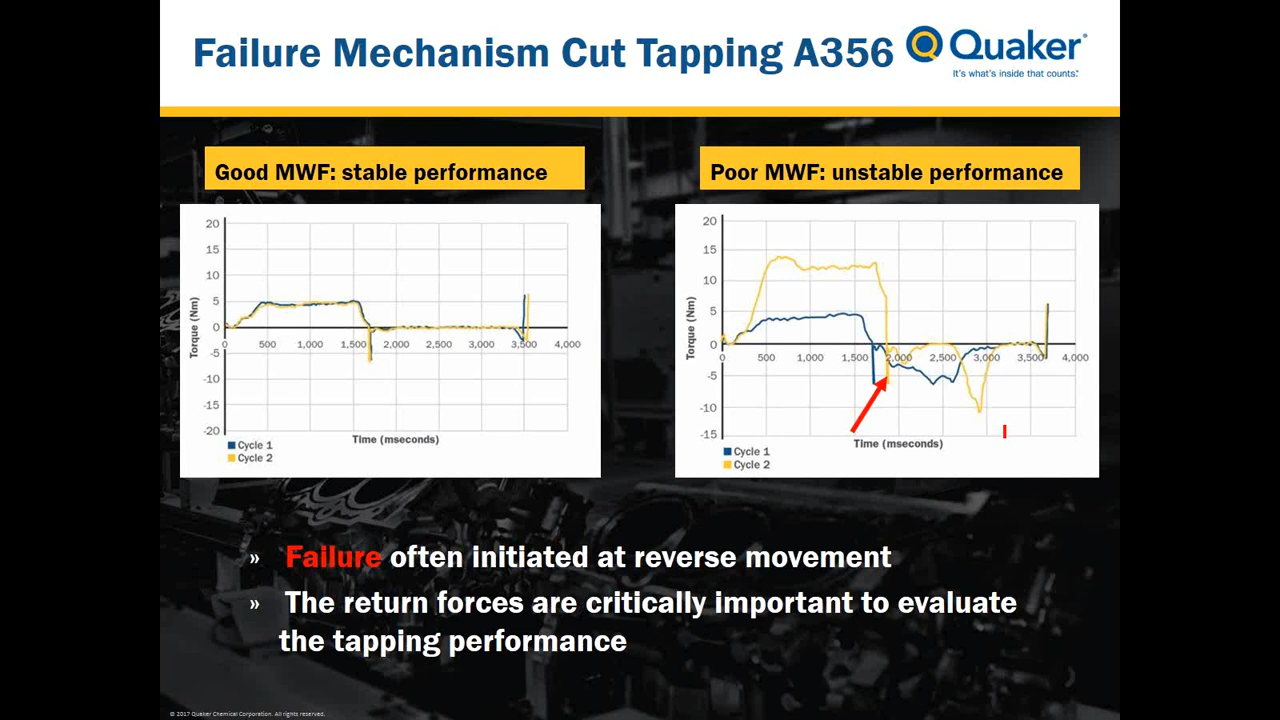 Failure Mechanism Cut Tapping A356
Quaker®
It's what's inside that counts.™
Good MWF: stable performance
20
15
10
5
0
-5
-10
-15
-20
Torque (Nm)
0
500
1,000
1,500
2,000
2,500
3,000
3,500
4,000
Time (mseconds)
Cycle 1
Cycle 2
Poor MWF: unstable performance
20
15
10
5
0
-5
-10
-15
Torque (Nm)
0
500
1,000
1,500
2,000
2,500
3,000
3,500
4,000
Time (mseconds)
Cycle 1
Cycle 2
» Failure often initiated at reverse movement
» The return forces are critically important to evaluate
the tapping performance
© 2017 Quaker Chemical Corporation. All rights reserved.